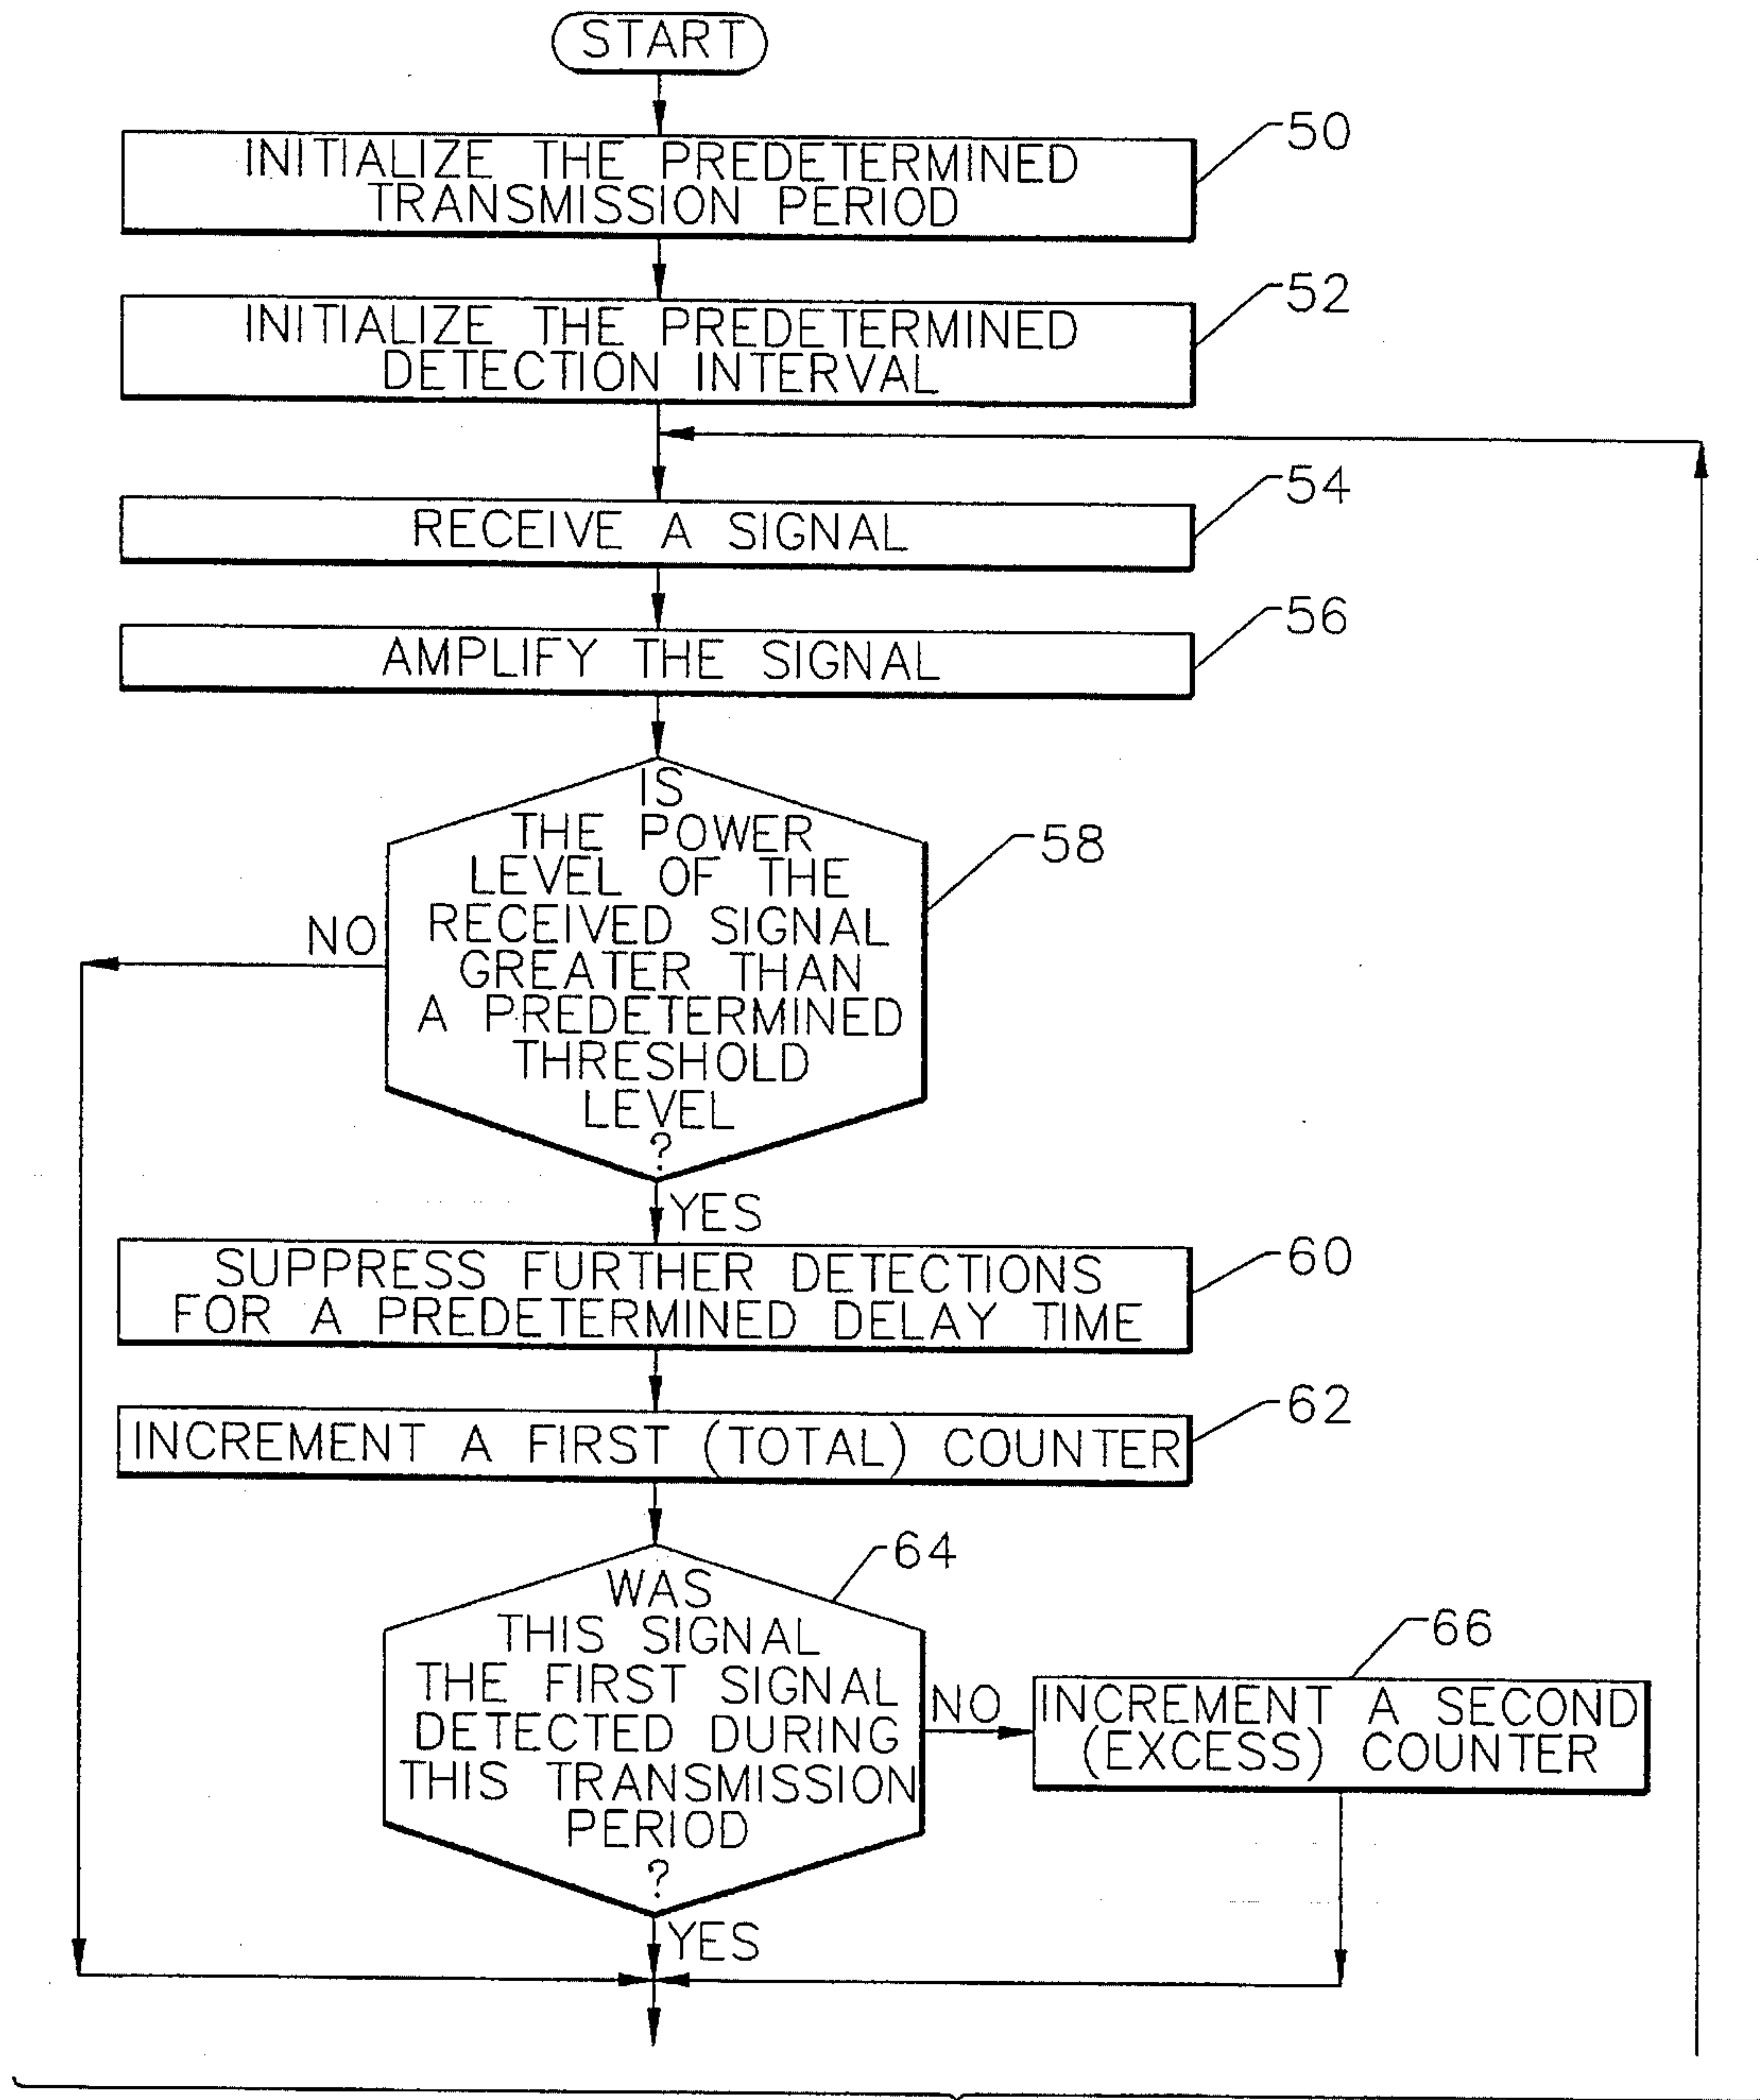 START
INITIALIZE THE PREDETERMINED
TRANSMISSION PERIOD
50
INITIALIZE THE PREDETERMINED
DETECTION INTERVAL
52
RECEIVE A SIGNAL
54
AMPLIFY THE SIGNAL
56
IS
THE POWER
LEVEL OF THE
RECEIVED SIGNAL
GREATER THAN
A PREDETERMINED
THRESHOLD
LEVEL
?
58
NO
YES
SUPPRESS FURTHER DETECTIONS
FOR A PREDETERMINED DELAY TIME
60
INCREMENT A FIRST (TOTAL) COUNTER
62
WAS
THIS SIGNAL
THE FIRST SIGNAL
DETECTED DURING
THIS TRANSMISSION
PERIOD
?
64
NO
INCREMENT A SECOND
(EXCESS) COUNTER
66
YES